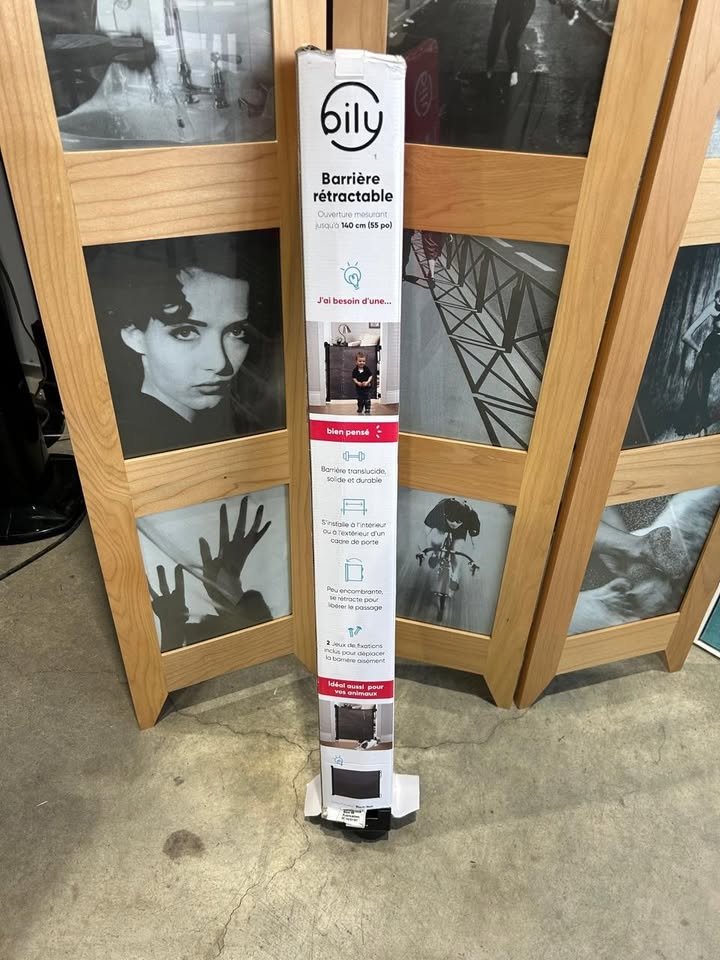 bily
Barrière
rétractable
Ouverture mesurant
jusqu'à 140 cm (55 po)
J'ai besoin d'une...
bien pensé
Barrière translucide,
solide et durable
S'installe à l'intérieur
ou à l'extérieur d'un
cadre de porte
Peu encombrante,
se rétracte pour
libérer le passage
2 Jeux de fixations
inclus pour déplacer
la barrière aisément
Idéal aussi pour
vos animaux